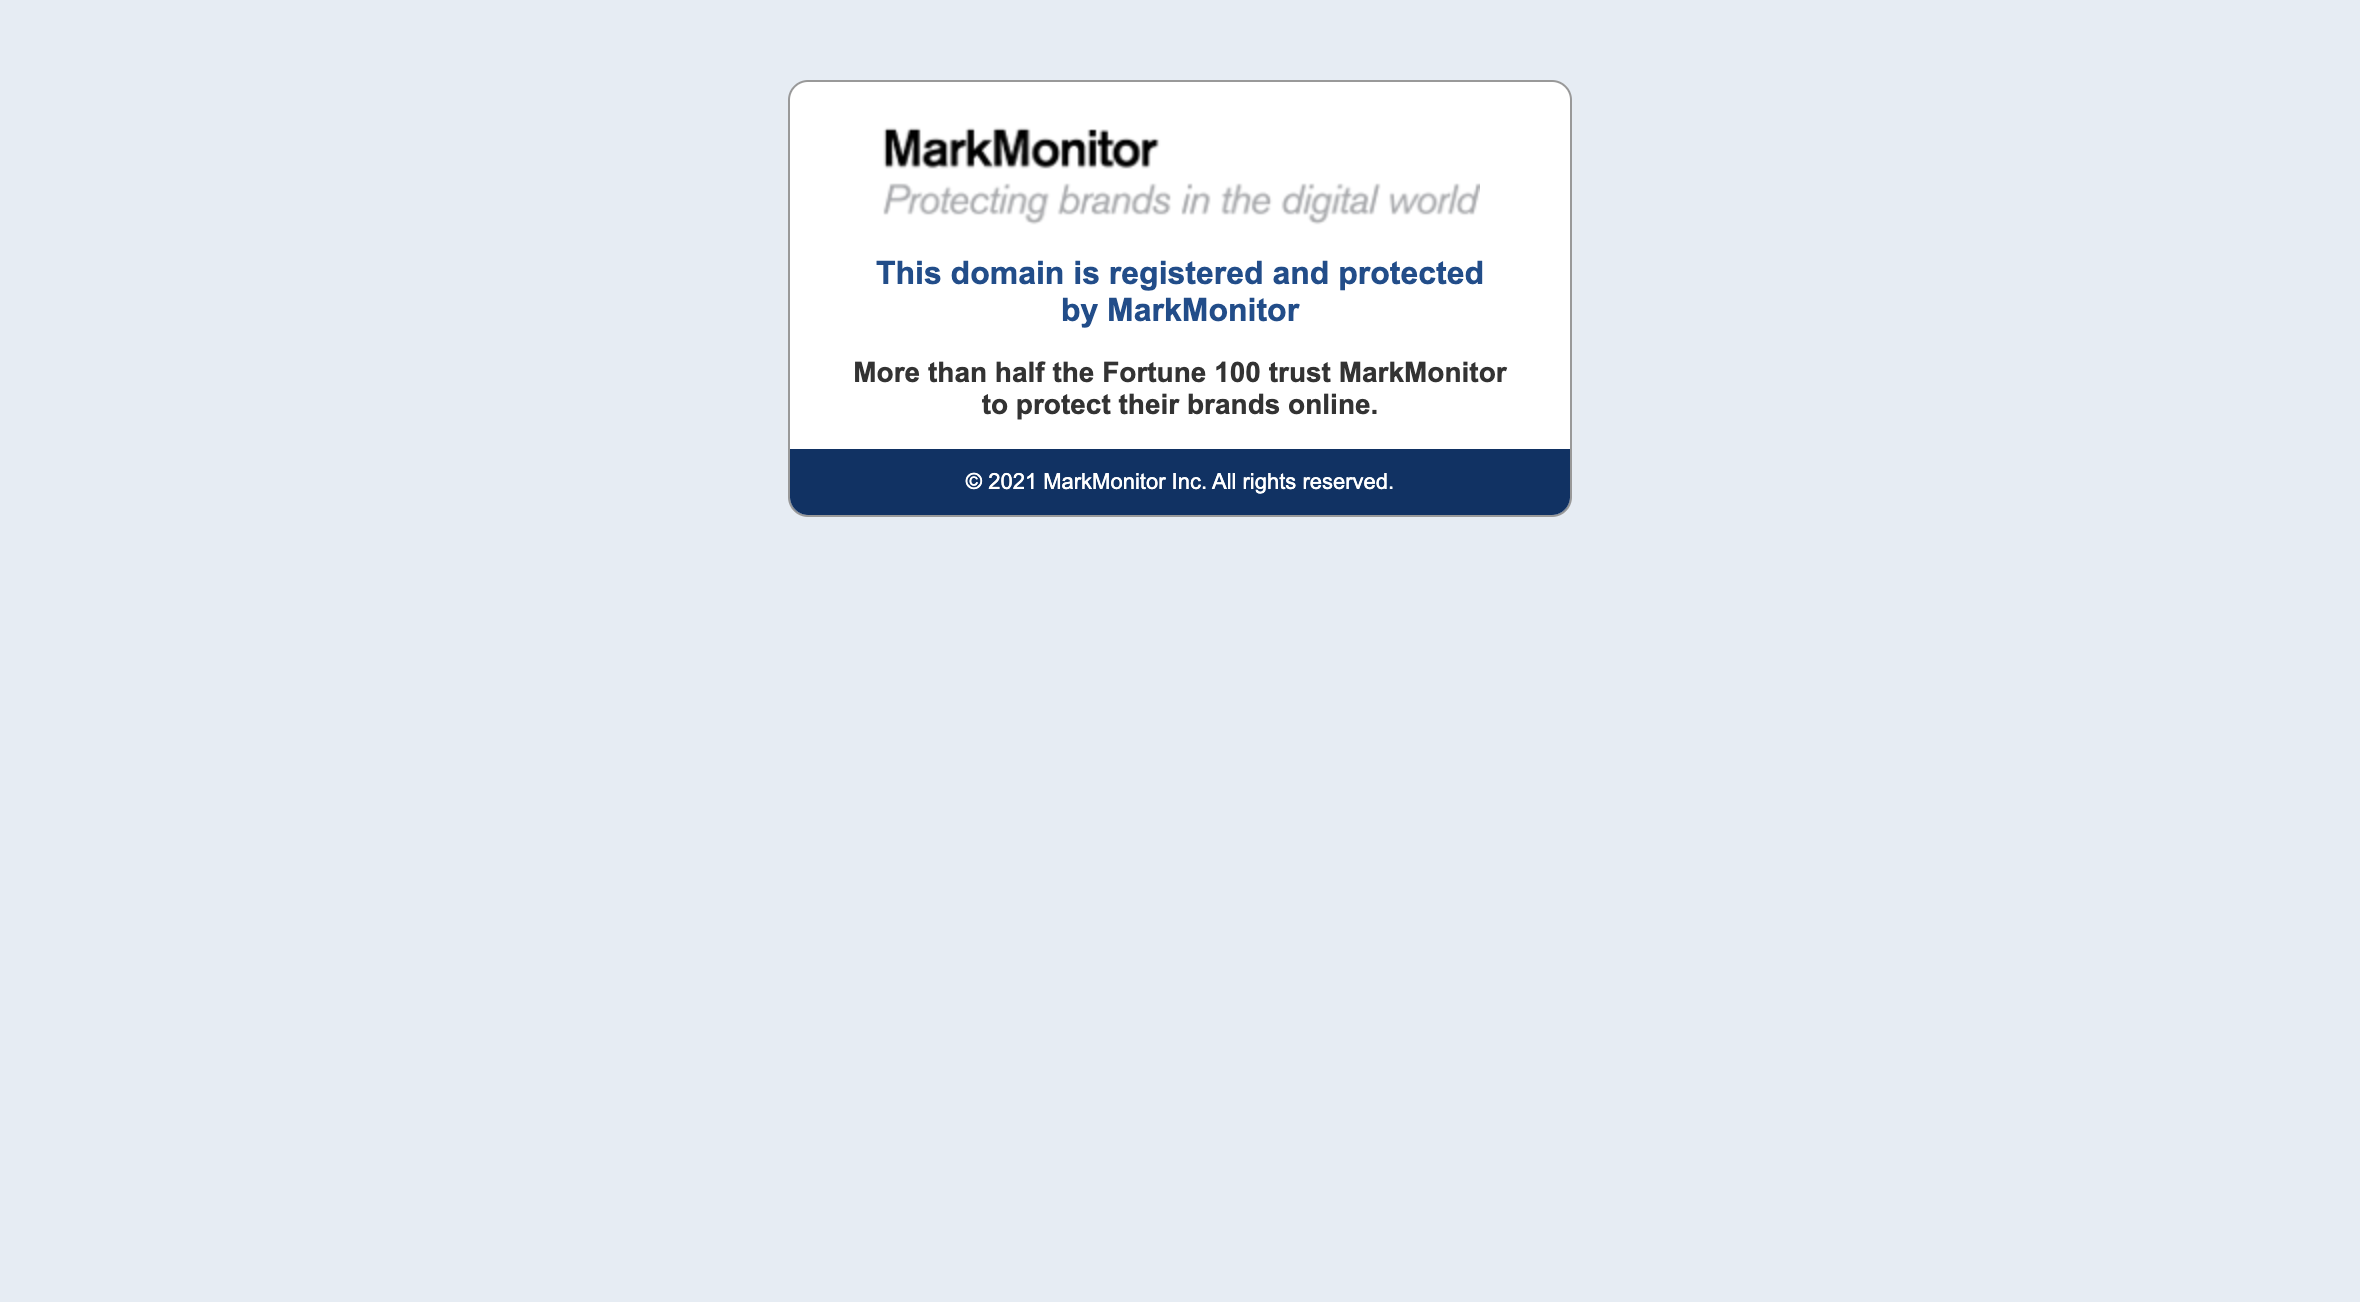 MarkMonitor
Protecting brands in the digital world
This domain is registered and protected
by MarkMonitor
More than half the Fortune 100 trust MarkMonitor
to protect their brands online.
© 2021 MarkMonitor Inc. All rights reserved.